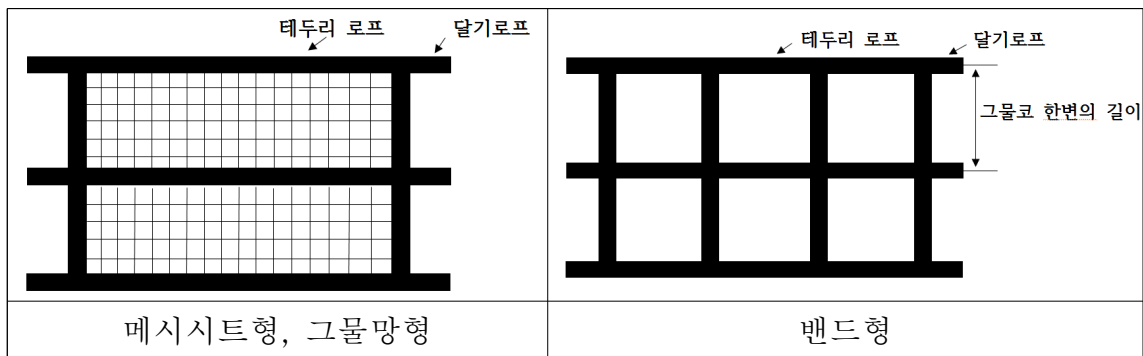 테두리 로프 달기로프
테두리 로프 달기로프
그물코 한변의 길이
메시시트형, 그물망형
밴드형